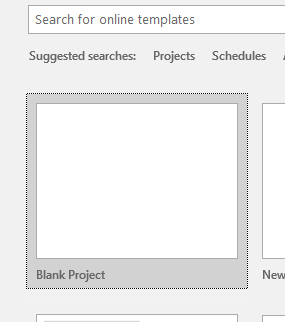 Search for online templates
Suggested searches: Projects Schedules
Blank Project
New